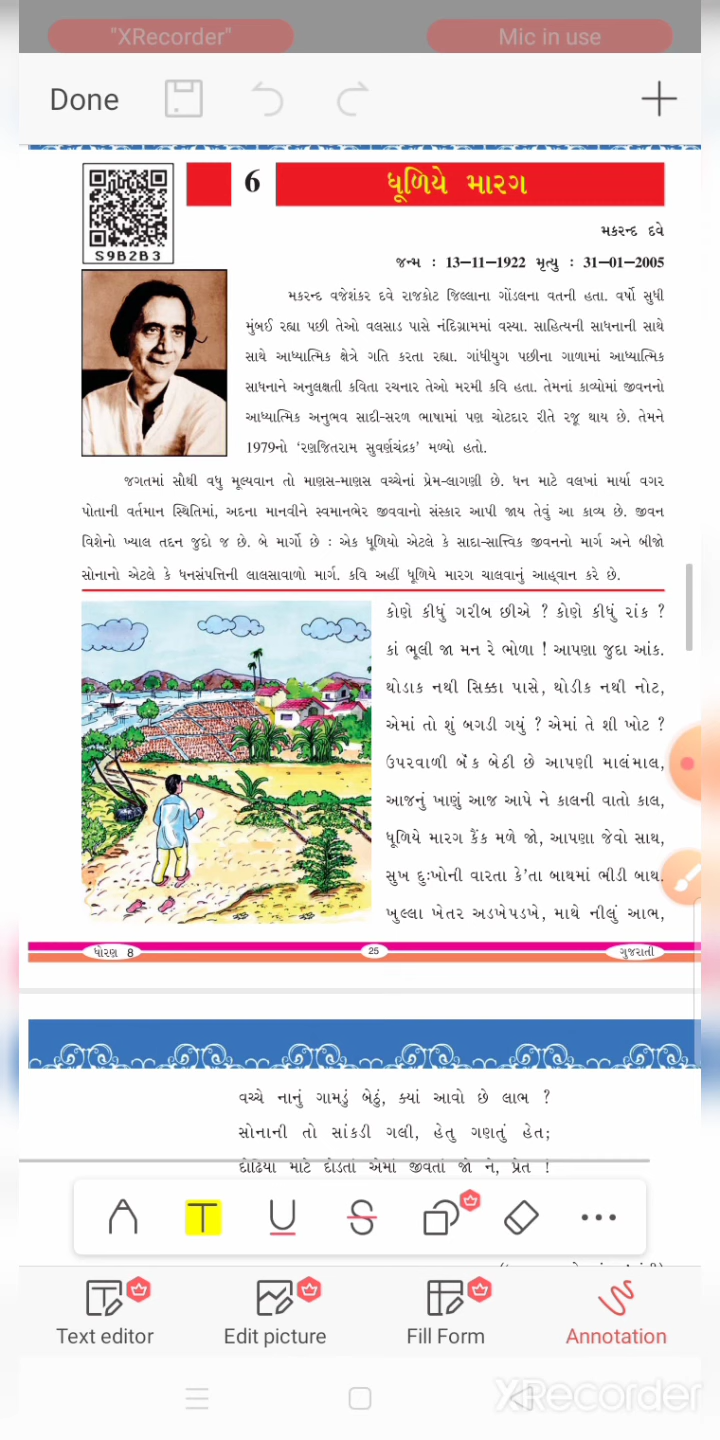 "XRecorder"
Mic in use
Done
S9B2B3
6
ધૂળિયે મારગ
મકરન્દ દવે
જન્મ : 13—11—1922 મૃત્યુ : 31—01—2005
મકરન્દ વજેશંકર દવે રાજકોટ જિલ્લાના ગોંડલના વતની હતા. વર્ષો સુધી
મુંબઈ રહ્યા પછી તેઓ વલસાડ પાસે નંદિગ્રામમાં વસ્યા. સાહિત્યની સાધનાની સાથે
સાથે આધ્યાત્મિક ક્ષેત્રે ગતિ કરતા રહ્યા. ગાંધીયુગ પછીના ગાળામાં આધ્યાત્મિક
સાધનાને અનુલક્ષતી કવિતા રચનાર તેઓ મરમી કવિ હતા. તેમનાં કાવ્યોમાં જીવનનો
આધ્યાત્મિક અનુભવ સાદી-સરળ ભાષામાં પણ ચોટદાર રીતે રજૂ થાય છે. તેમને
1979નો ‘રણજિતરામ સુવર્ણચંદ્રક’ મળ્યો હતો.
જગતમાં સૌથી વધુ મૂલ્યવાન તો માણસ-માણસ વચ્ચેનાં પ્રેમ-લાગણી છે. ધન માટે વલખાં માર્યા વગર
પોતાની વર્તમાન સ્થિતિમાં, અદના માનવીને સ્વમાનભેર જીવવાનો સંસ્કાર આપી જાય તેવું આ કાવ્ય છે. જીવન
વિશેનો ખ્યાલ તદ્દન જુદો જ છે. બે માર્ગો છે : એક ધૂળિયો એટલે કે સાદા-સાત્ત્વિક જીવનનો માર્ગ અને બીજો
સોનાનો એટલે કે ધનસંપત્તિની લાલસાવાળો માર્ગ. કવિ અહીં ધૂળિયે મારગ ચાલવાનું આહ્વાન કરે છે.
કોણે કીધું ગરીબ છીએ ? કોણે કીધું રાંક ?
કાં ભૂલી જા મન રે ભોળા ! આપણા જુદા આંક.
થોડાક નથી સિક્કા પાસે, થોડીક નથી નોટ,
એમાં તો શું બગડી ગયું ? એમાં તે શી ખોટ ?
ઉપરવાળી બૅંક બેઠી છે આપણી માલંમાલ,
આજનું ખાણું આજ આપે ને કાલની વાતો કાલ,
ધૂળિયે મારગ કૈંક મળે જો, આપણા જેવો સાથ,
સુખ દુઃખોની વારતા કે’તા બાથમાં ભીડી બાથ.
ખુલ્લા ખેતર અડખેપડખે, માથે નીલું આભ,
ધોરણ 8
25
ગુજરાતી
વચ્ચે નાનું ગામડું બેઠું, ક્યાં આવો છે લાભ ?
સોનાની તો સાંકડી ગલી, હેતુ ગણતું હેત;
દોઢિયા માટે દોડતાં એમાં જીવતાં જો ને, પ્રેત !
T
U
S
Text editor
Edit picture
Fill Form
Annotation
XRecorder